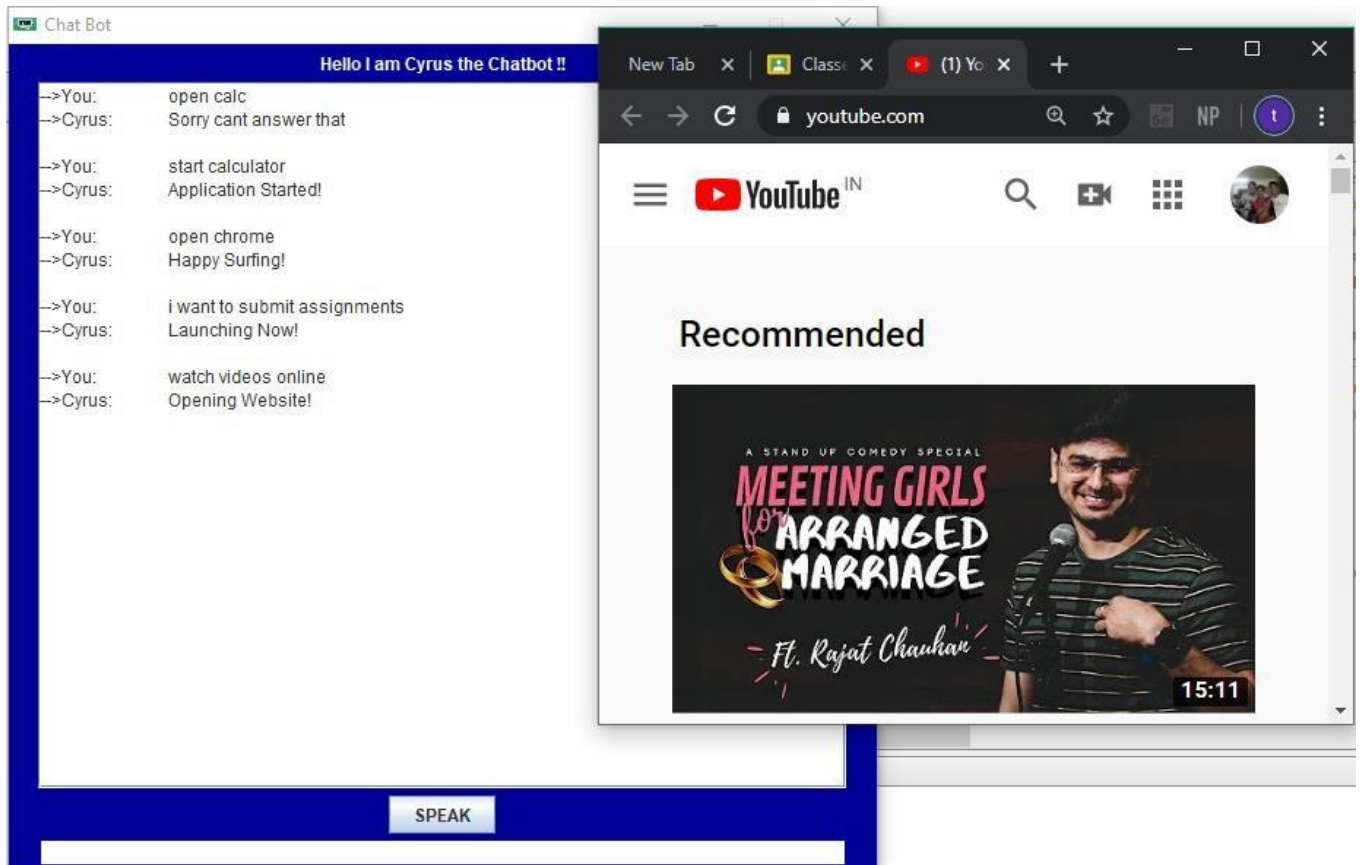 Chat Bot
Hello I am Cyrus the Chatbot !!
-->You: open calc
-->Cyrus: Sorry cant answer that
-->You: start calculator
-->Cyrus: Application Started!
-->You: open chrome
-->Cyrus: Happy Surfing!
-->You: i want to submit assignments
-->Cyrus: Launching Now!
-->You: watch videos online
-->Cyrus: Opening Website!
SPEAK
New Tab Classe (1) Yo
youtube.com Se NP t
YouTube IN
Recommended
A STAND UP COMEDY SPECIAL
MEETING GIRLS
for
ARRANGED
MARRIAGE
Ft. Rajat Chauhan
15:11